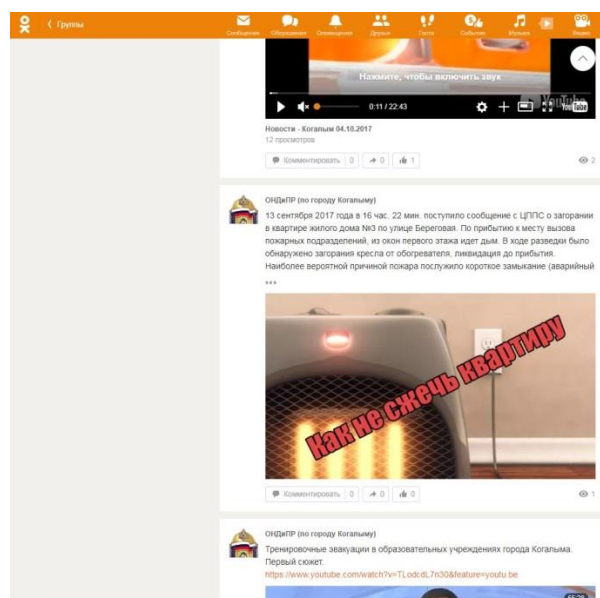 Группы
Сообщения Обсуждения Оповещения Друзья Гости События Музыка Видео
Нажмите, чтобы включить звук
0:11 / 22:43
YouTube
Новости - Когалым 04.10.2017
12 просмотров
Комментировать 0 0 1 2
ОНДиПР (по городу Когалыму)
13 сентября 2017 года в 16 час. 22 мин. поступило сообщение с ЦППС о загорании
в квартире жилого дома №3 по улице Береговая. По прибытию к месту вызова
пожарных подразделений, из окон первого этажа идет дым. В ходе разведки было
обнаружено загорания кресла от обогревателя, ликвидация до прибытия.
Наиболее вероятной причиной пожара послужило короткое замыкание (аварийный
Как не сжечь квартиру
Комментировать 0 0 0 1
ОНДиПР (по городу Когалыму)
Тренировочные эвакуации в образовательных учреждениях города Когалыма.
Первый сюжет.
https://www.youtube.com/watch?v=TLodcdL7n30&feature=youtu.be
55:28